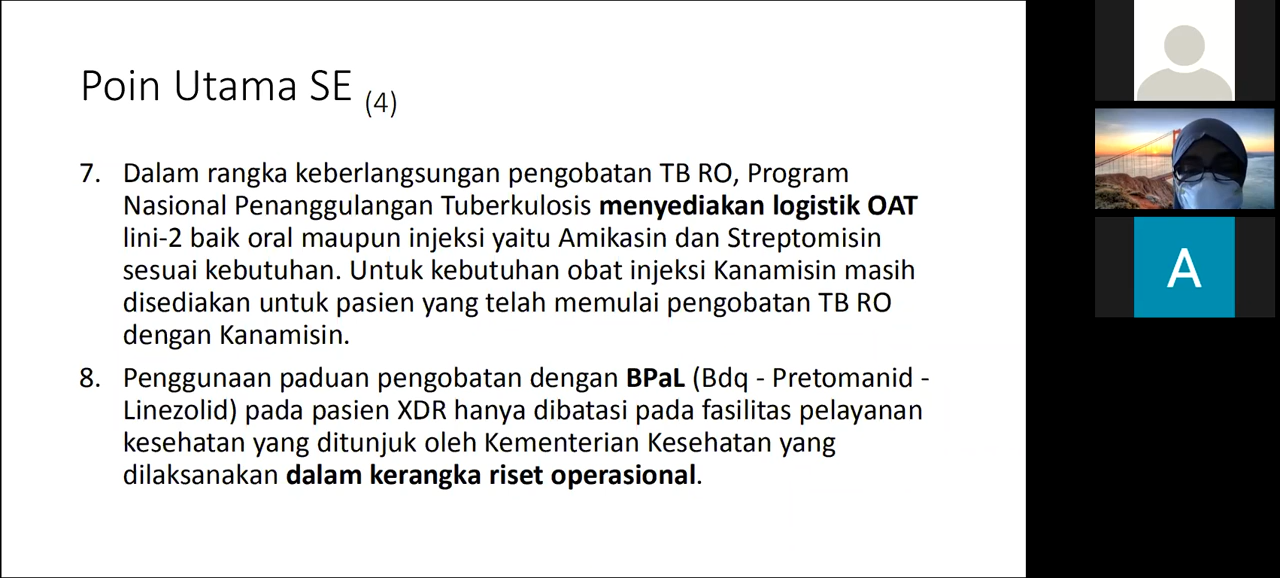 Poin Utama SE (4)
7. Dalam rangka keberlangsungan pengobatan TB RO, Program
Nasional Penanggulangan Tuberkulosis menyediakan logistik OAT
lini-2 baik oral maupun injeksi yaitu Amikasin dan Streptomisin
sesuai kebutuhan. Untuk kebutuhan obat injeksi Kanamisin masih
disediakan untuk pasien yang telah memulai pengobatan TB RO
dengan Kanamisin.
8. Penggunaan paduan pengobatan dengan BPaL (Bdq - Pretomanid -
Linezolid) pada pasien XDR hanya dibatasi pada fasilitas pelayanan
kesehatan yang ditunjuk oleh Kementerian Kesehatan yang
dilaksanakan dalam kerangka riset operasional.
A